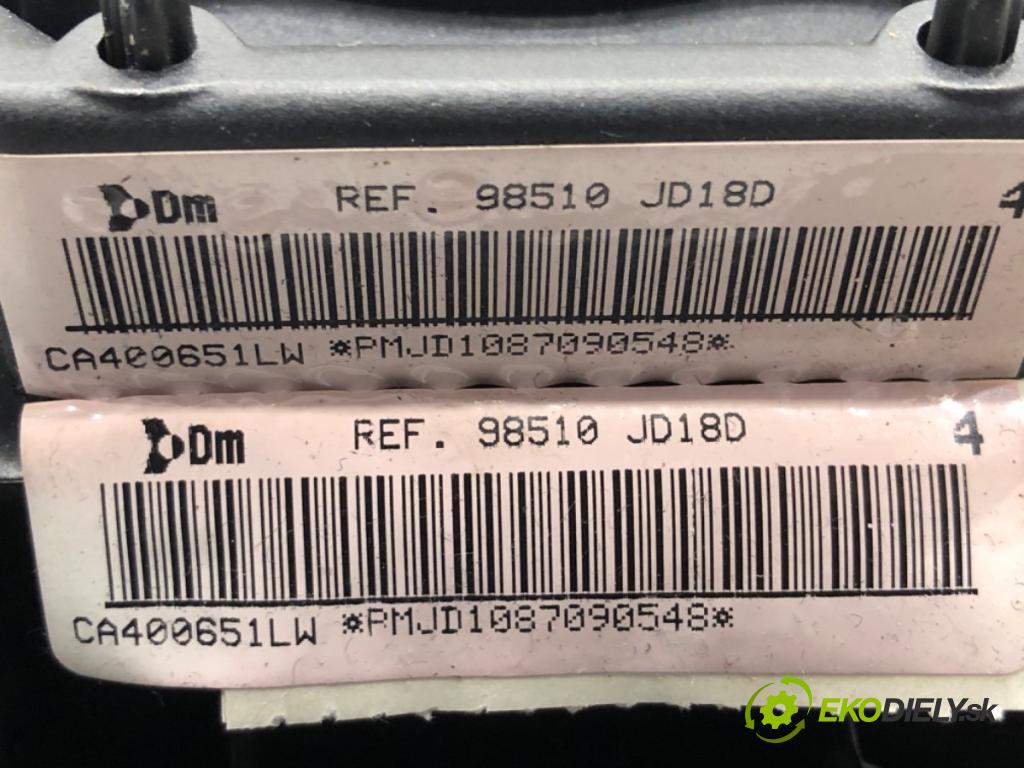 Dm REF. 98510 JD18D 4
CA400651LW *PMJD1087090548*
Dm REF. 98510 JD18D 4
CA400651LW *PMJD1087090548*
EKODIELY.sk